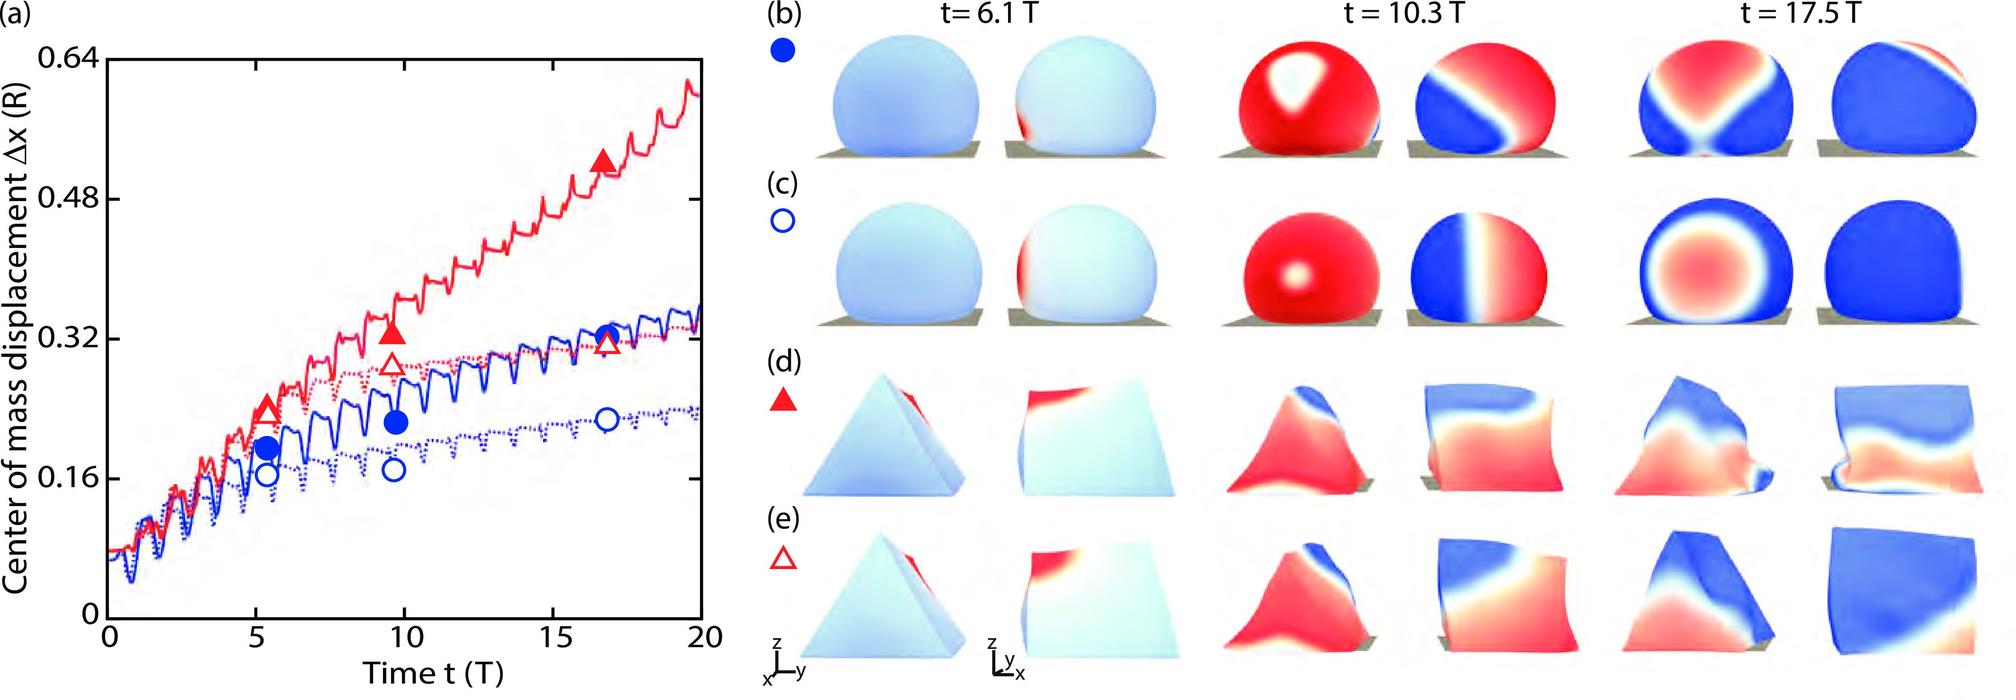 (a)
0.64
0.48
0.32
0.16
0
0 5 10 15 20
Time t (T)
Center of mass displacement Δx (R)
(b) t= 6.1 T t = 10.3 T t = 17.5 T
(c)
(d)
(e)
z
x y
z
y
x